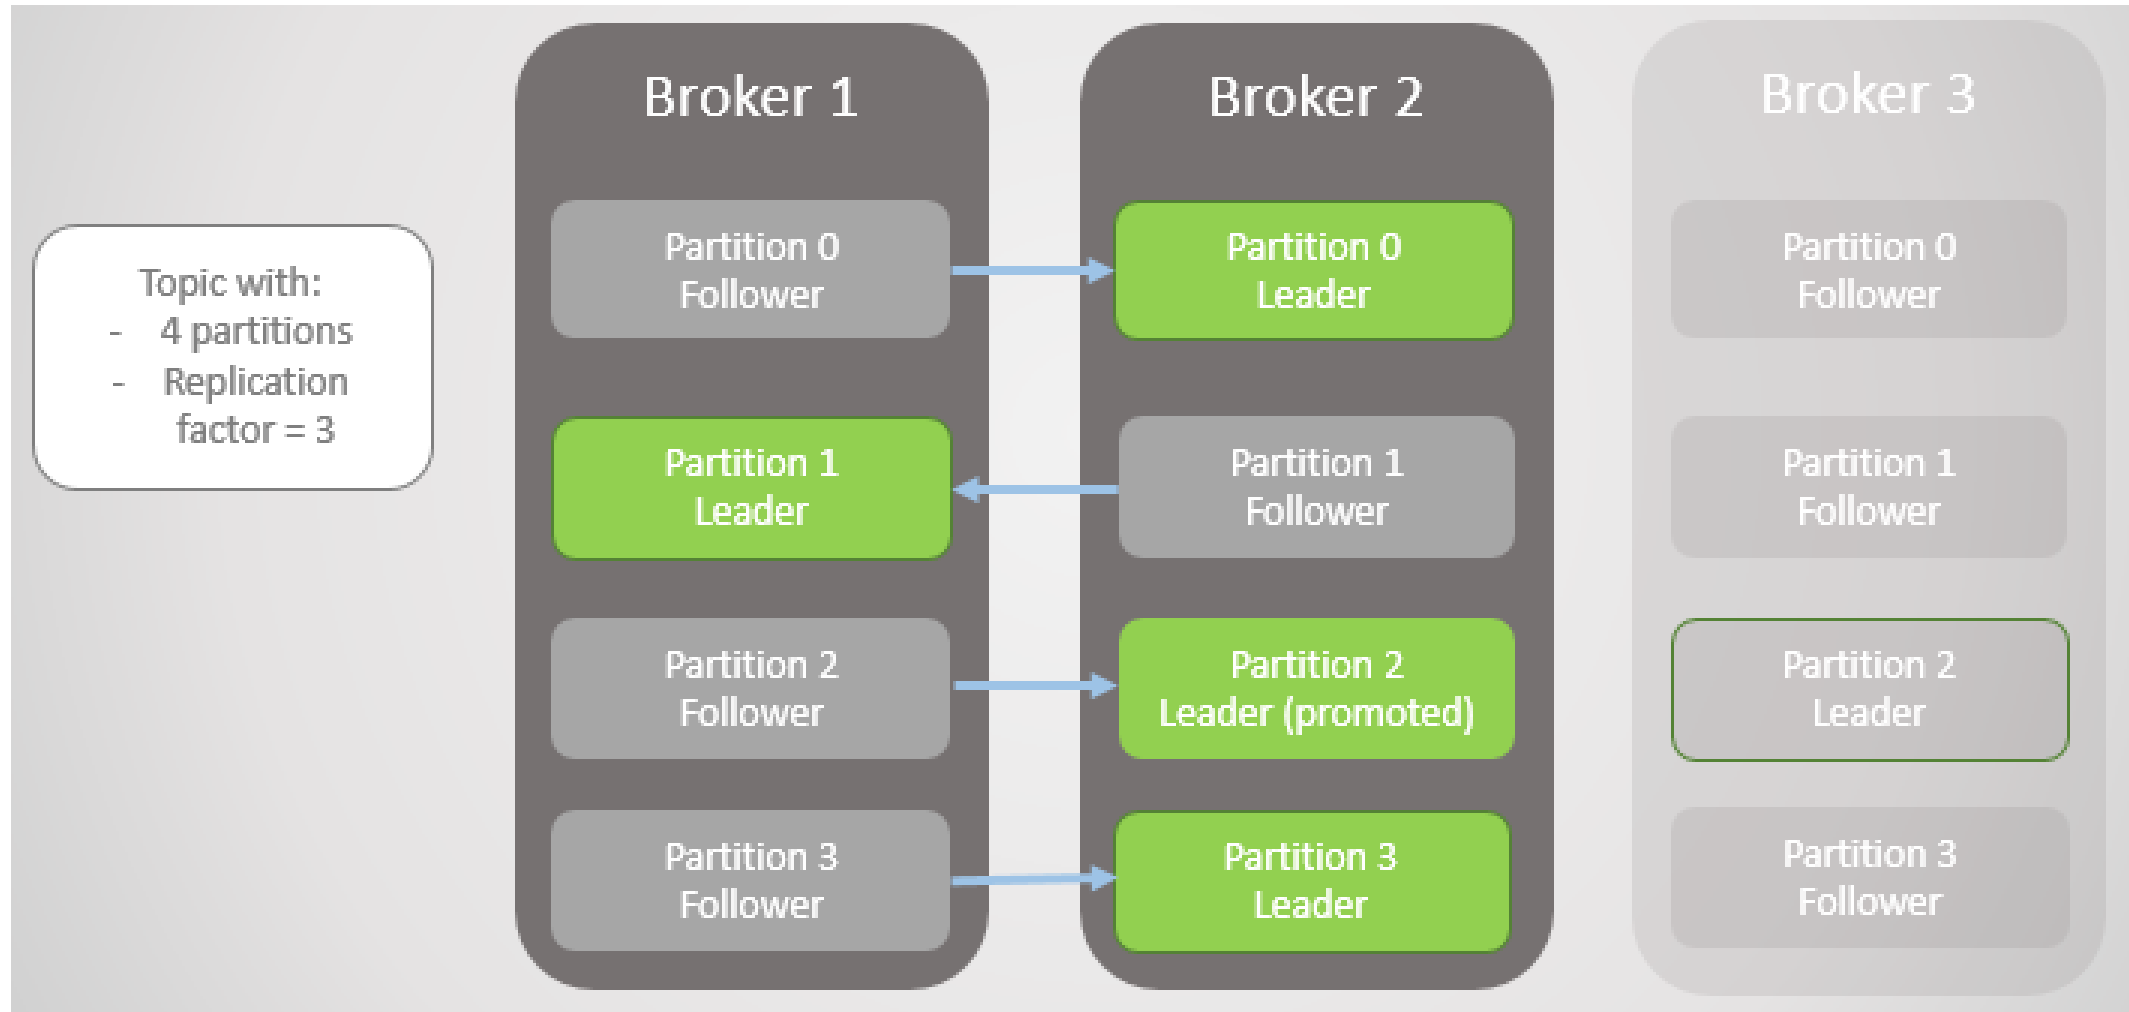 Topic with:
- 4 partitions
- Replication
factor = 3
Broker 1
Partition 0
Follower
Partition 1
Leader
Partition 2
Follower
Partition 3
Follower
Broker 2
Partition 0
Leader
Partition 1
Follower
Partition 2
Leader (promoted)
Partition 3
Leader
Broker 3
Partition 0
Follower
Partition 1
Follower
Partition 2
Leader
Partition 3
Follower